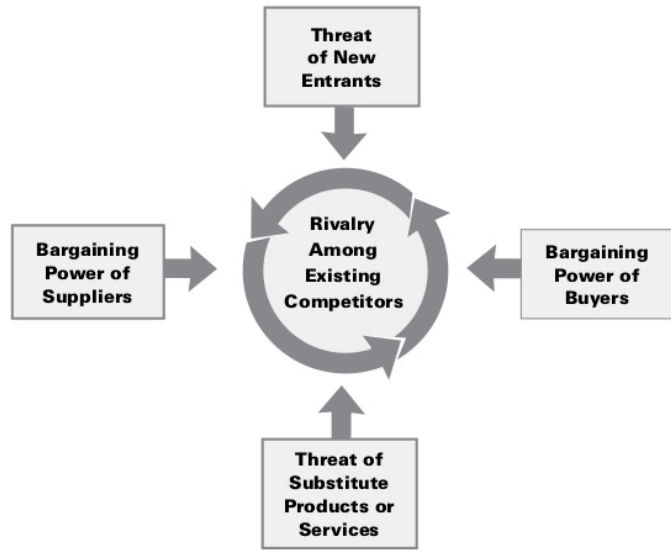 Threat
of New
Entrants
Bargaining
Power of
Suppliers
Rivalry
Among
Existing
Competitors
Bargaining
Power of
Buyers
Threat of
Substitute
Products or
Services